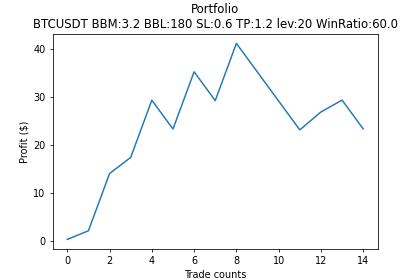 Portfolio
BTCUSDT BBM:3.2 BBL:180 SL:0.6 TP:1.2 lev:20 WinRatio:60.0
40
30
20
10
0
Profit ($)
0 2 4 6 8 10 12 14
Trade counts